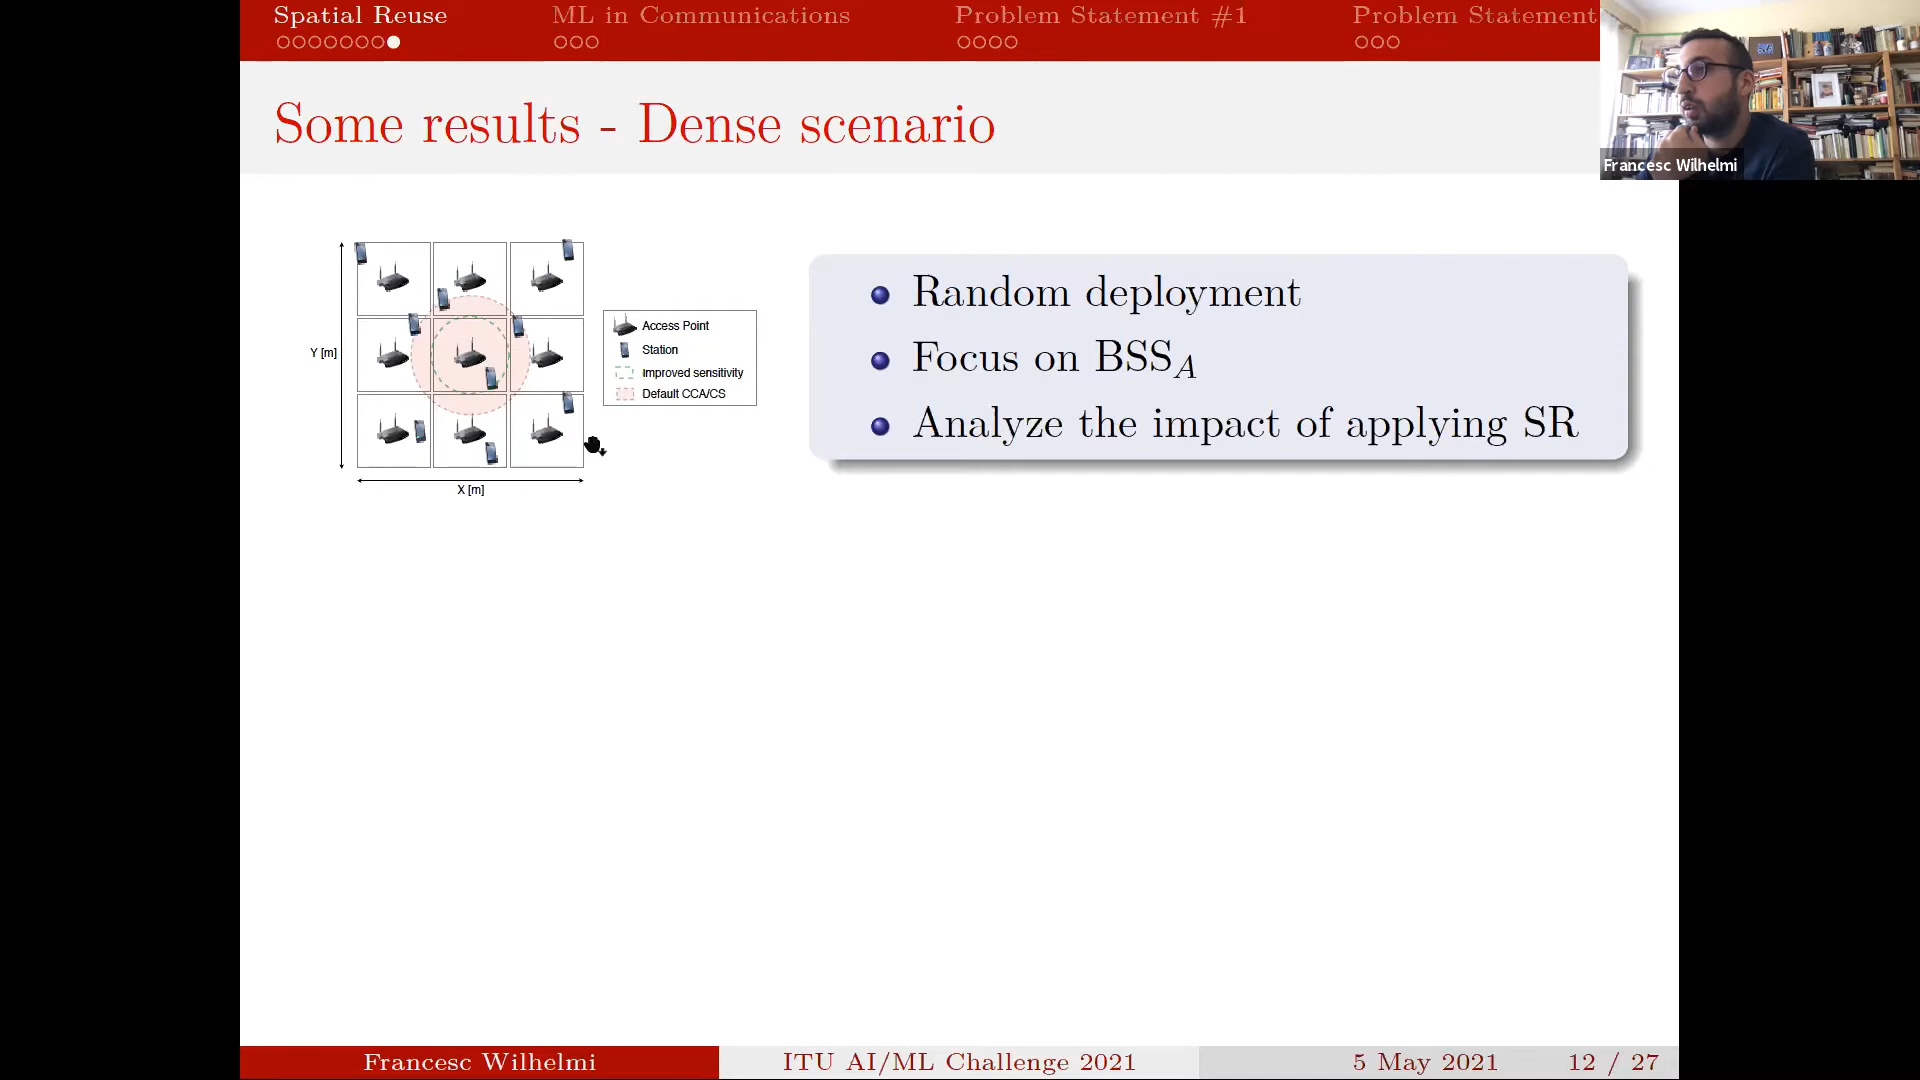 Spatial Reuse
ML in Communications
Problem Statement #1
Problem Statement
Francesc Wilhelmi
Some results - Dense scenario
Y [m]
X [m]
Access Point
Station
Improved sensitivity
Default CCA/CS
Random deployment
Focus on BSS_A
Analyze the impact of applying SR
Francesc Wilhelmi
ITU AI/ML Challenge 2021
5 May 2021
12 / 27